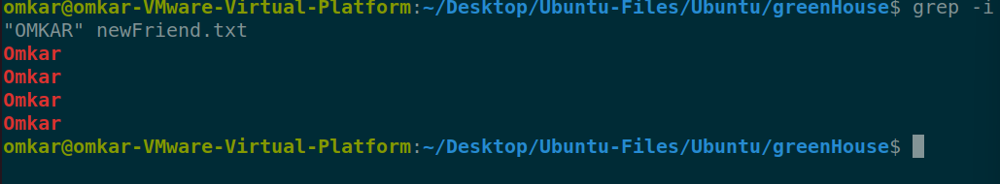 omkar@omkar-VMware-Virtual-Platform:~/Desktop/Ubuntu-Files/Ubuntu/greenHouse$ grep -i
"OMKAR" newFriend.txt
Omkar
Omkar
Omkar
Omkar
omkar@omkar-VMware-Virtual-Platform:~/Desktop/Ubuntu-Files/Ubuntu/greenHouse$